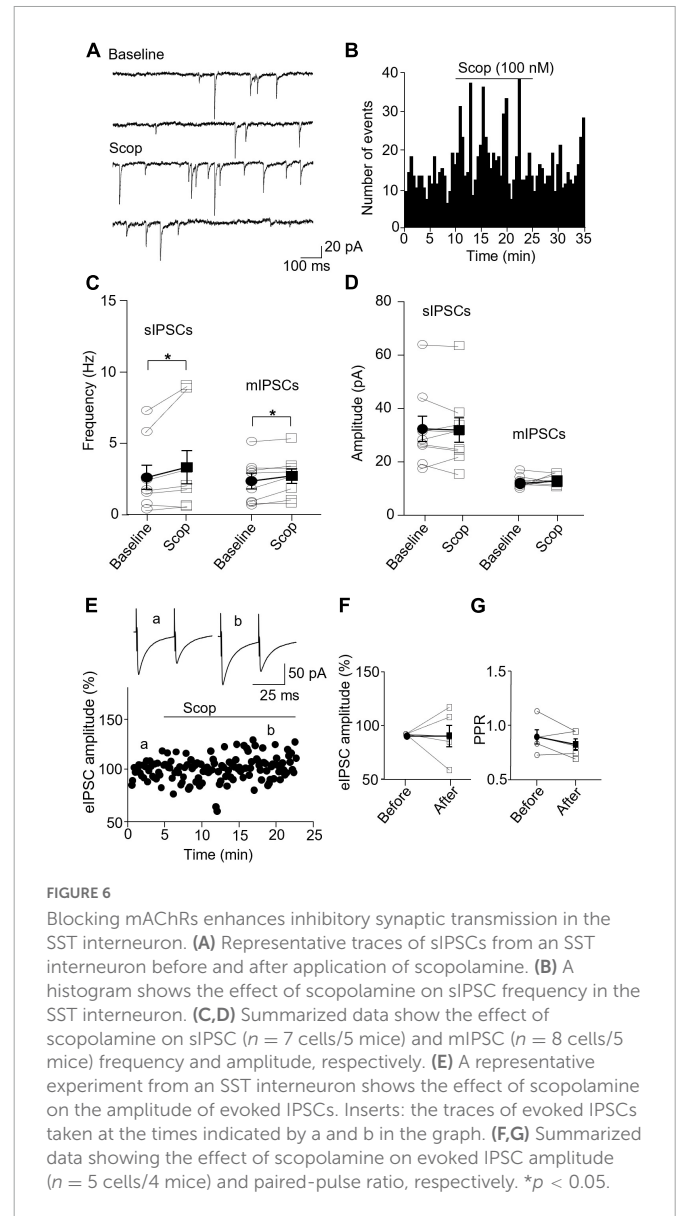 A
Baseline
Scop
20 pA
100 ms
B
Scop (100 nM)
Number of events
40
30
20
10
0
0 5 10 15 20 25 30 35
Time (min)
C
15
10
5
0
Frequency (Hz)
sIPSCs
*
mIPSCs
*
Baseline
Scop
Baseline
Scop
D
80
60
40
20
0
Amplitude (pA)
sIPSCs
mIPSCs
Baseline
Scop
Baseline
Scop
E
a
b
50 pA
25 ms
eIPSC amplitude (%)
150
100
50
Scop
a
b
0 5 10 15 20 25
Time (min)
F
eIPSC amplitude (%)
150
100
50
Before
After
G
PPR
1.5
1.0
0.5
Before
After
FIGURE 6
Blocking mAChRs enhances inhibitory synaptic transmission in the
SST interneuron. (A) Representative traces of sIPSCs from an SST
interneuron before and after application of scopolamine. (B) A
histogram shows the effect of scopolamine on sIPSC frequency in the
SST interneuron. (C,D) Summarized data show the effect of
scopolamine on sIPSC (n = 7 cells/5 mice) and mIPSC (n = 8 cells/5
mice) frequency and amplitude, respectively. (E) A representative
experiment from an SST interneuron shows the effect of scopolamine
on the amplitude of evoked IPSCs. Inserts: the traces of evoked IPSCs
taken at the times indicated by a and b in the graph. (F,G) Summarized
data showing the effect of scopolamine on evoked IPSC amplitude
(n = 5 cells/4 mice) and paired-pulse ratio, respectively. *p < 0.05.